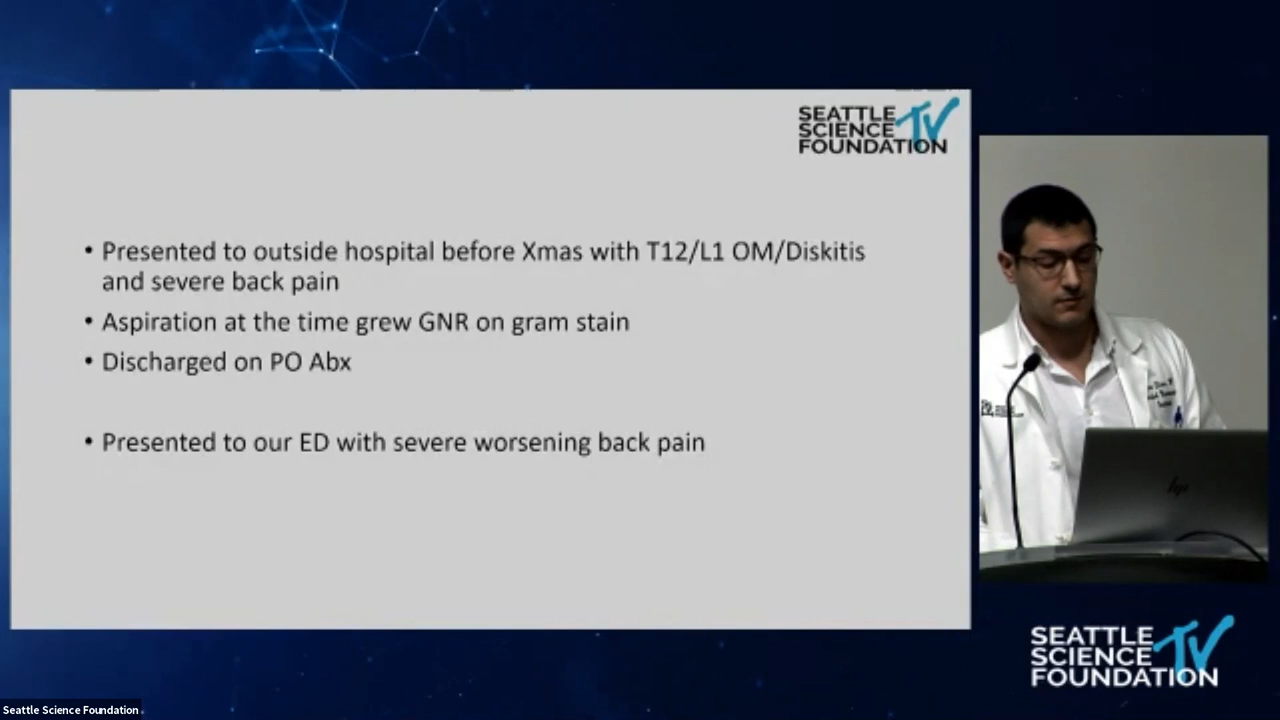 SEATTLE TV
SCIENCE
FOUNDATION
• Presented to outside hospital before Xmas with T12/L1 OM/Diskitis
and severe back pain
• Aspiration at the time grew GNR on gram stain
• Discharged on PO Abx
• Presented to our ED with severe worsening back pain
hp
SEATTLE TV
SCIENCE
FOUNDATION
Seattle Science Foundation